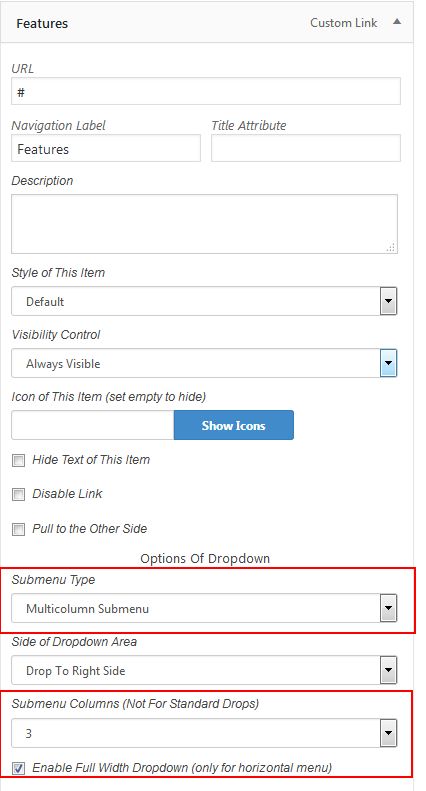 Features Custom Link
URL
#
Navigation Label Title Attribute
Features
Description
Style of This Item
Default
Visibility Control
Always Visible
Icon of This Item (set empty to hide)
Show Icons
Hide Text of This Item
Disable Link
Pull to the Other Side
Options Of Dropdown
Submenu Type
Multicolumn Submenu
Side of Dropdown Area
Drop To Right Side
Submenu Columns (Not For Standard Drops)
3
Enable Full Width Dropdown (only for horizontal menu)